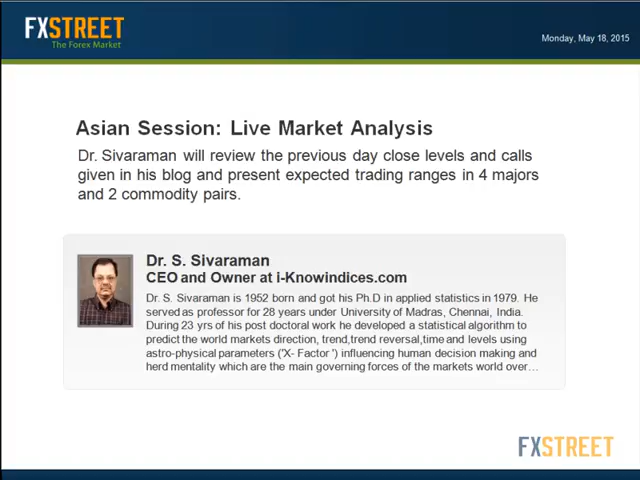 FXSTREET
The Forex Market
Monday, May 18, 2015
Asian Session: Live Market Analysis
Dr. Sivaraman will review the previous day close levels and calls
given in his blog and present expected trading ranges in 4 majors
and 2 commodity pairs.
Dr. S. Sivaraman
CEO and Owner at i-Knowindices.com
Dr. S. Sivaraman is 1952 born and got his Ph.D in applied statistics in 1979. He
served as professor for 28 years under University of Madras, Chennai, India.
During 23 yrs of his post doctoral work he developed a statistical algorithm to
predict the world markets direction, trend,trend reversal,time and levels using
astro-physical parameters ('X- Factor ') influencing human decision making and
herd mentality which are the main governing forces of the markets world over…
FXSTREET